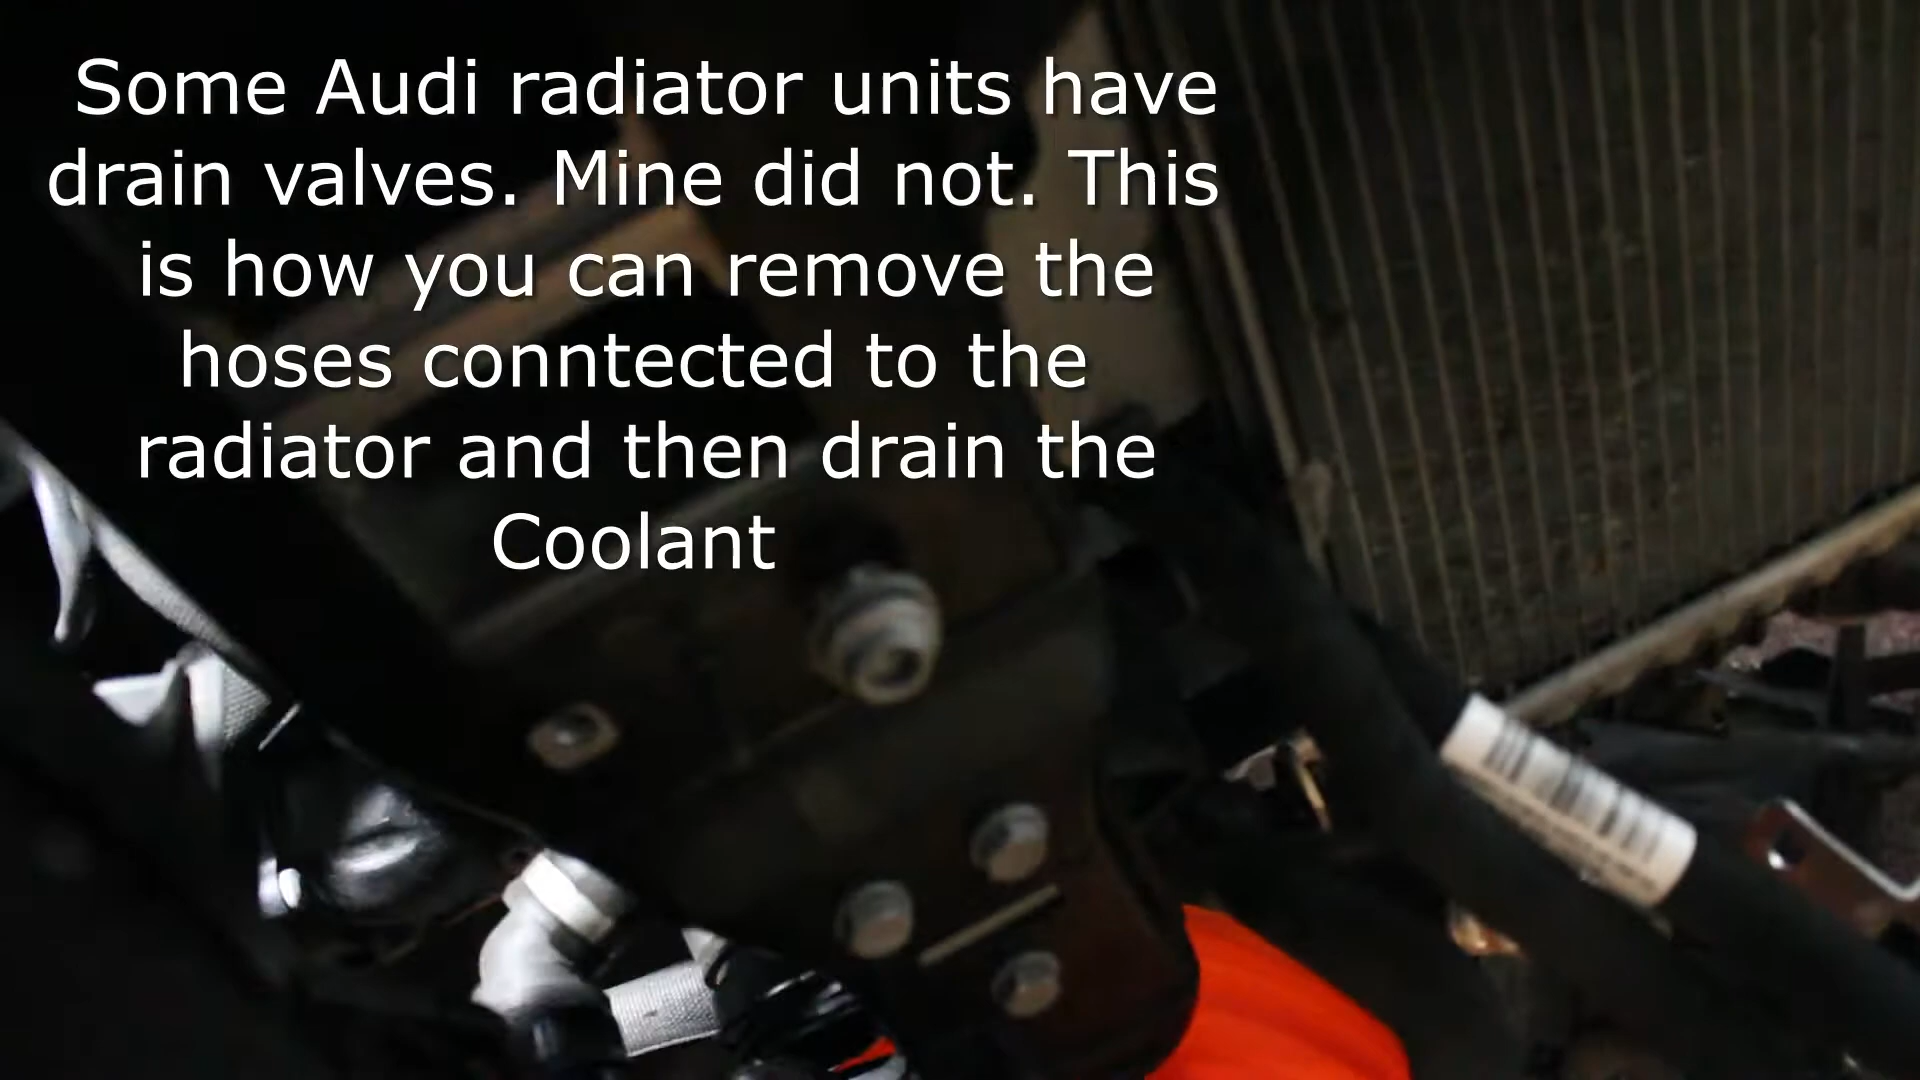 Some Audi radiator units have
drain valves. Mine did not. This
is how you can remove the
hoses conntected to the
radiator and then drain the
Coolant